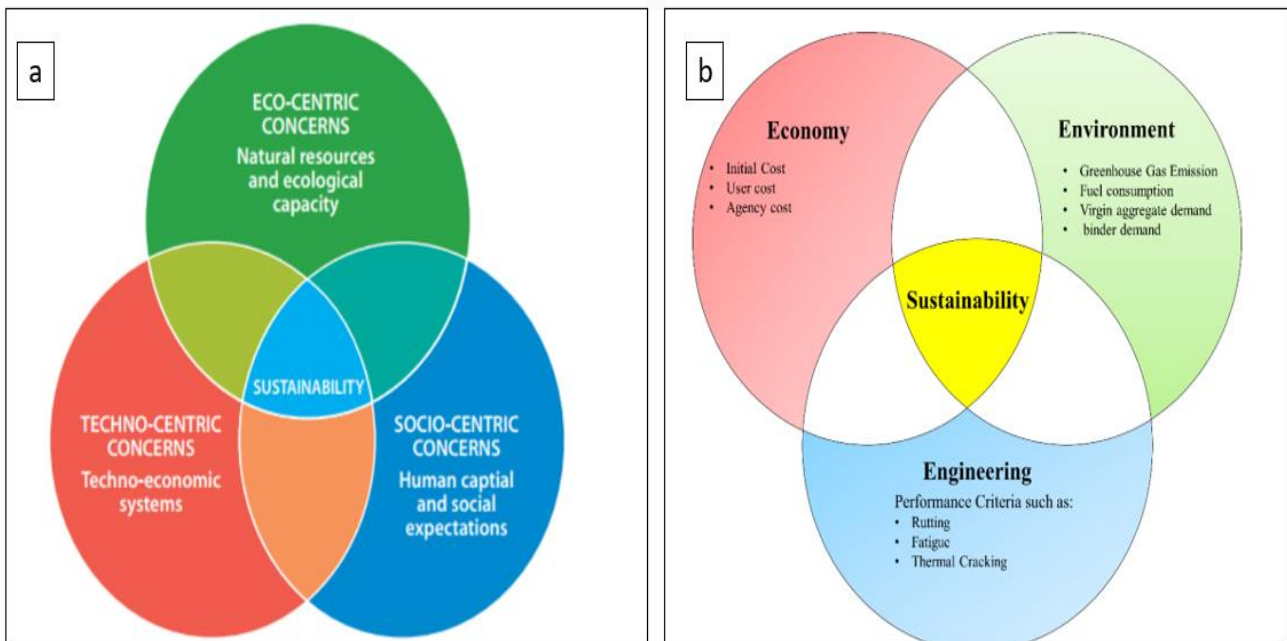 a
ECO-CENTRIC
CONCERNS
Natural resources
and ecological
capacity
SUSTAINABILITY
TECHNO-CENTRIC
CONCERNS
Techno-economic
systems
SOCIO-CENTRIC
CONCERNS
Human captial
and social
expectations
b
Economy
• Initial Cost
• User cost
• Agency cost
Environment
• Greenhouse Gas Emission
• Fuel consumption
• Virgin aggregate demand
• binder demand
Sustainability
Engineering
Performance Criteria such as:
• Rutting
• Fatigue
• Thermal Cracking